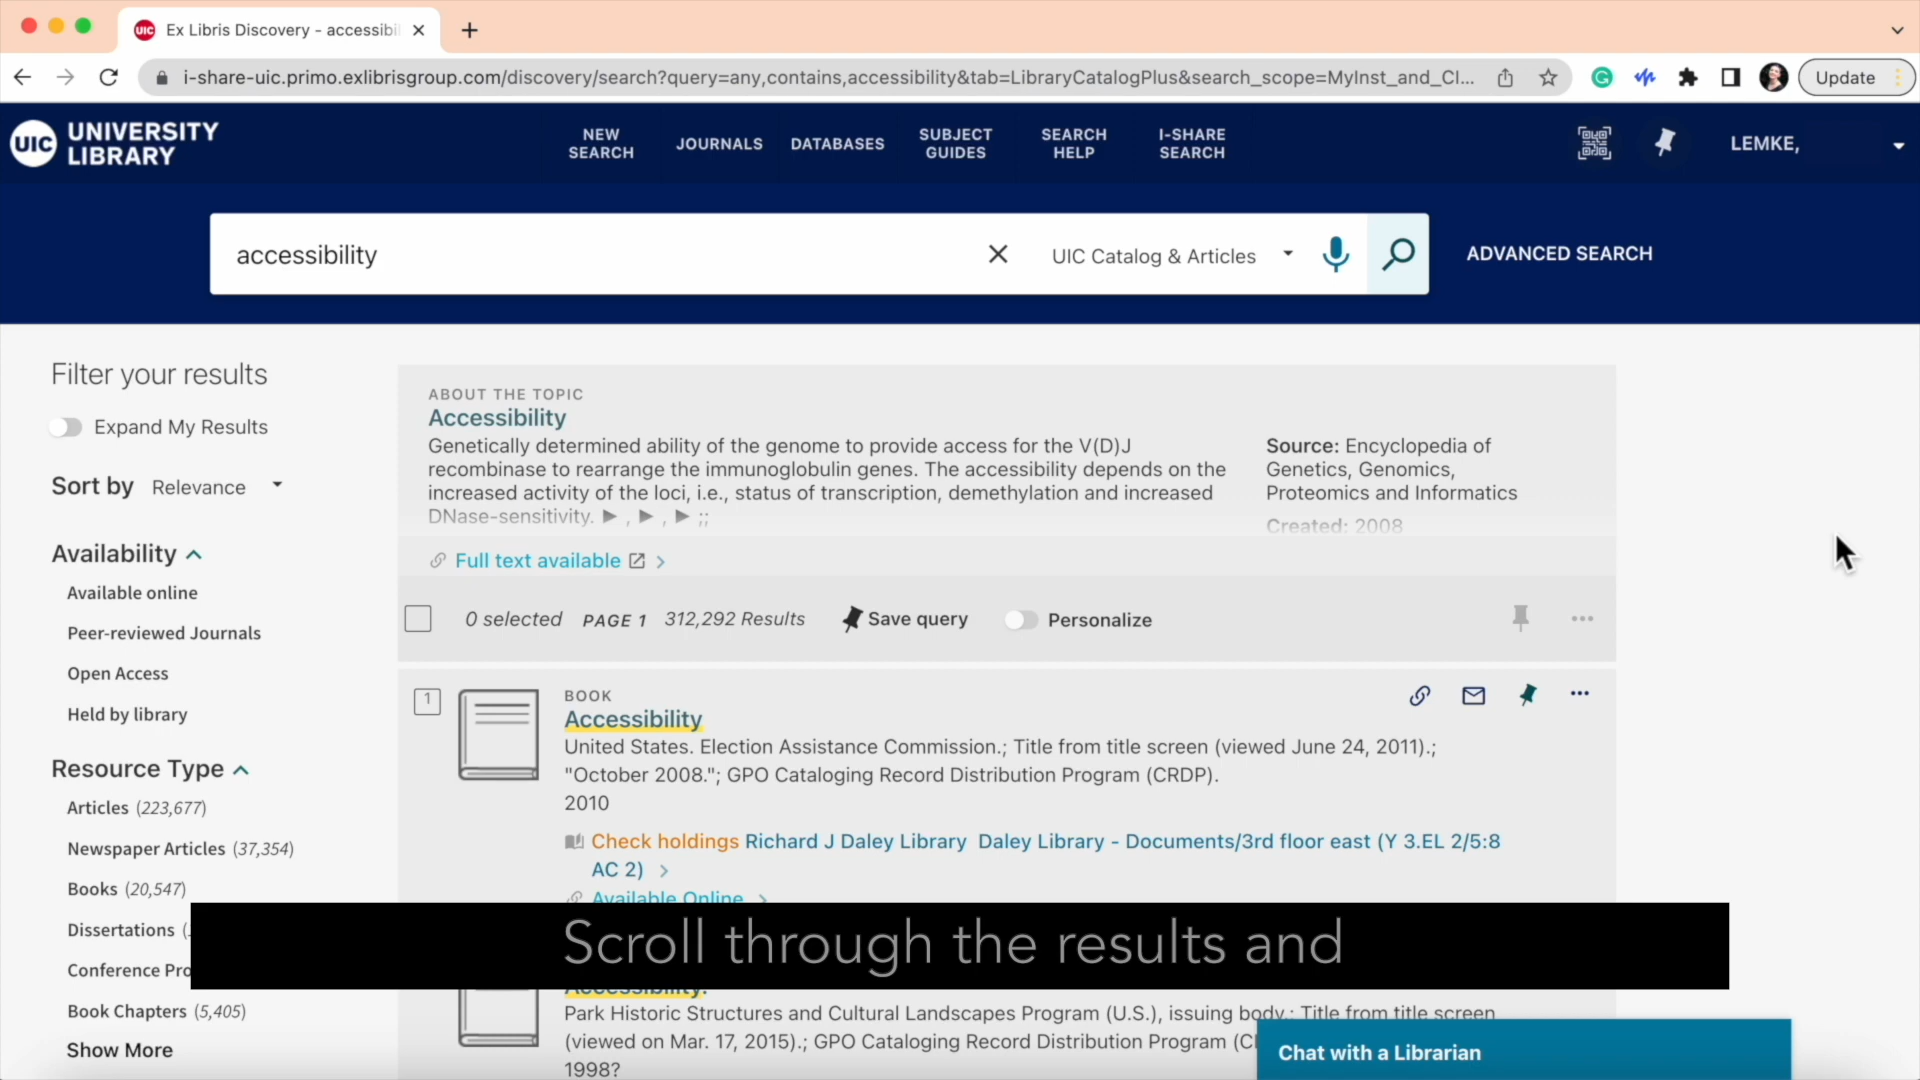 UIC Ex Libris Discovery - accessibi
i-share-uic.primo.exlibrisgroup.com/discovery/search?query=any,contains,accessibility&tab=LibraryCatalogPlus&search_scope=MyInst_and_CI... Update
UIC UNIVERSITY LIBRARY
NEW SEARCH
JOURNALS
DATABASES
SUBJECT GUIDES
SEARCH HELP
I-SHARE SEARCH
LEMKE,
accessibility UIC Catalog & Articles ADVANCED SEARCH
Filter your results
Expand My Results
Sort by Relevance
Availability
Available online
Peer-reviewed Journals
Open Access
Held by library
Resource Type
Articles (223,677)
Newspaper Articles (37,354)
Books (20,547)
Dissertations
Conference Pro
Book Chapters (5,405)
Show More
ABOUT THE TOPIC
Accessibility
Genetically determined ability of the genome to provide access for the V(D)J
recombinase to rearrange the immunoglobulin genes. The accessibility depends on the
increased activity of the loci, i.e., status of transcription, demethylation and increased
DNase-sensitivity. ► , ► , ► ;;
Source: Encyclopedia of
Genetics, Genomics,
Proteomics and Informatics
Created: 2008
Full text available
0 selected PAGE 1 312,292 Results Save query Personalize
1
BOOK
Accessibility
United States. Election Assistance Commission.; Title from title screen (viewed June 24, 2011).;
"October 2008."; GPO Cataloging Record Distribution Program (CRDP).
2010
Check holdings Richard J Daley Library Daley Library - Documents/3rd floor east (Y 3.EL 2/5:8
AC 2)
Available Online
Scroll through the results and
Accessibility.
Park Historic Structures and Cultural Landscapes Program (U.S.), issuing body.; Title from title screen
(viewed on Mar. 17, 2015).; GPO Cataloging Record Distribution Program (C
1998?
Chat with a Librarian